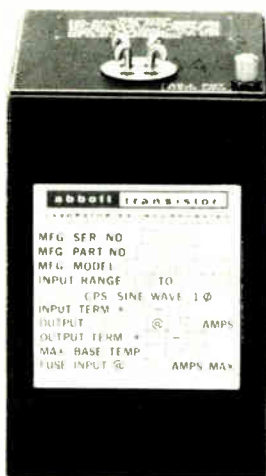 abbott transistor
MFG SER NO
MFG PART NO
MFG MODEL
INPUT RANGE TO
CPS SINE WAVE 1 Ø
INPUT TERM + -
OUTPUT @ AMPS
OUTPUT TERM + -
MAX BASE TEMP
FUSE INPUT @ AMPS MAX